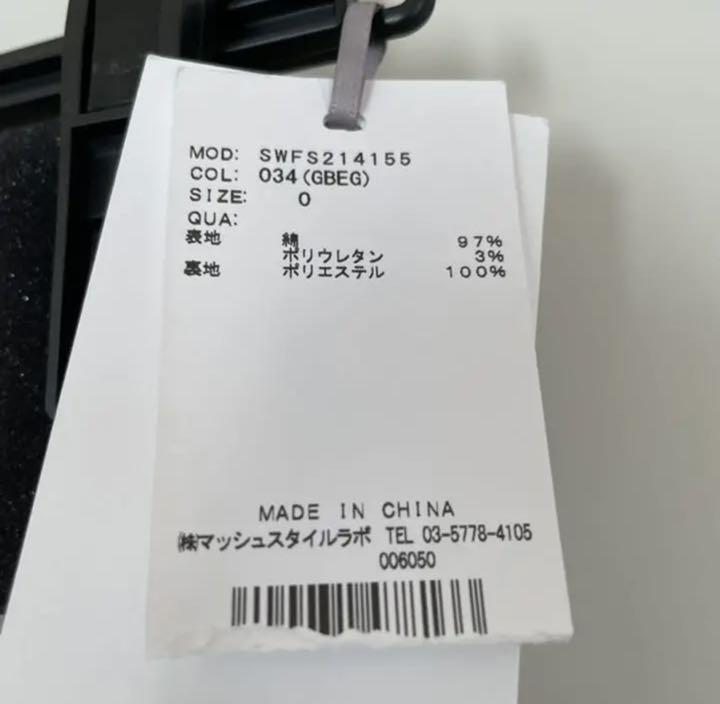 MOD: SWFS214155
COL: 034(GBEG)
SIZE: 0
QUA:
表地 綿 97%
ポリウレタン 3%
裏地 ポリエステル 100%
MADE IN CHINA
㈱マッシュスタイルラボ TEL 03-5778-4105
006050